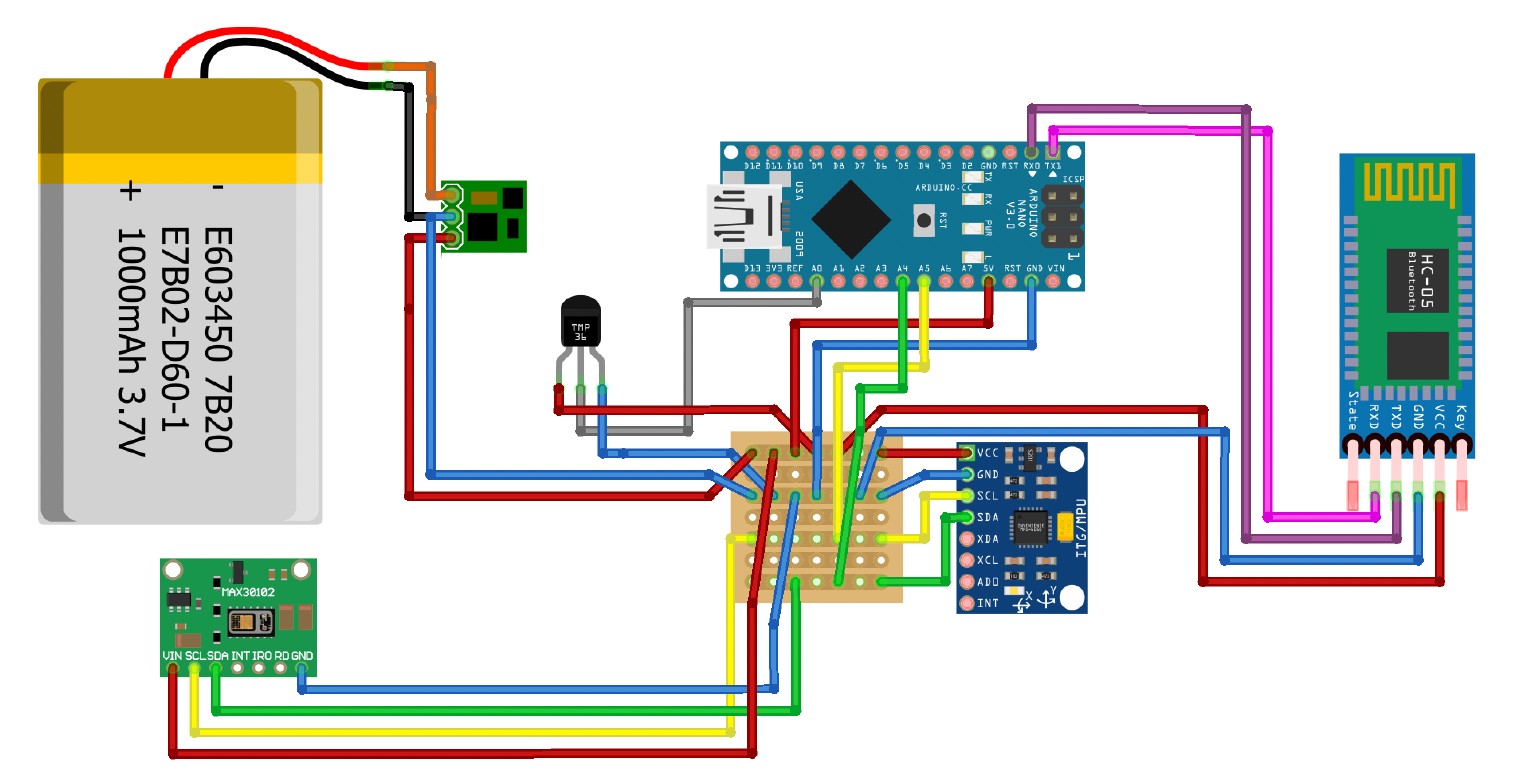 + -
E603450 7B20
E7B02-D60-1
1000mAh 3.7V
TMP
36
D12 D11 D10 D9 D8 D7 D6 D5 D4 D3 D2 GND RST RX0 TX1
TX
RX
PWR
L
USA
2009
ARDUINO.CC
RST
ARDUINO
NANO
V3.0
ICSP
1
D13 3V3 REF A0 A1 A2 A3 A4 A5 A6 A7 5V RST GND VIN
HC-05
Bluetooth
State
RXD
TXD
GND
VCC
Key
VCC
GND
SCL
SDA
XDA
XCL
ADO
INT
ITG/MPU
X
Y
MAX30102
VIN SCL SDA INT IRO RD GND